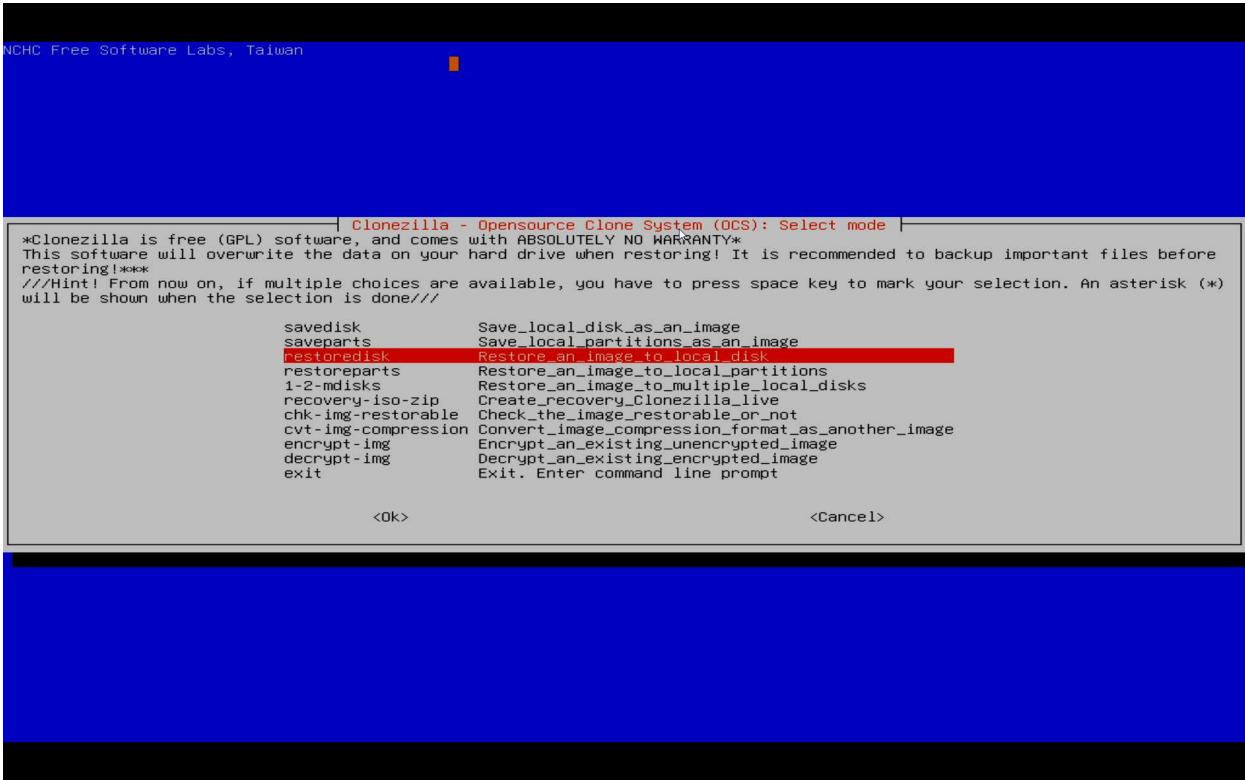 NCHC Free Software Labs, Taiwan
Clonezilla - Opensource Clone System (OCS): Select mode
*Clonezilla is free (GPL) software, and comes with ABSOLUTELY NO WARRANTY*
This software will overwrite the data on your hard drive when restoring! It is recommended to backup important files before
restoring!***
///Hint! From now on, if multiple choices are available, you have to press space key to mark your selection. An asterisk (*)
will be shown when the selection is done///
savedisk Save_local_disk_as_an_image
saveparts Save_local_partitions_as_an_image
restoredisk Restore_an_image_to_local_disk
restoreparts Restore_an_image_to_local_partitions
1-2-mdisks Restore_an_image_to_multiple_local_disks
recovery-iso-zip Create_recovery_Clonezilla_live
chk-img-restorable Check_the_image_restorable_or_not
cvt-img-compression Convert_image_compression_format_as_another_image
encrypt-img Encrypt_an_existing_unencrypted_image
decrypt-img Decrypt_an_existing_encrypted_image
exit Exit. Enter command line prompt
<Ok> <Cancel>